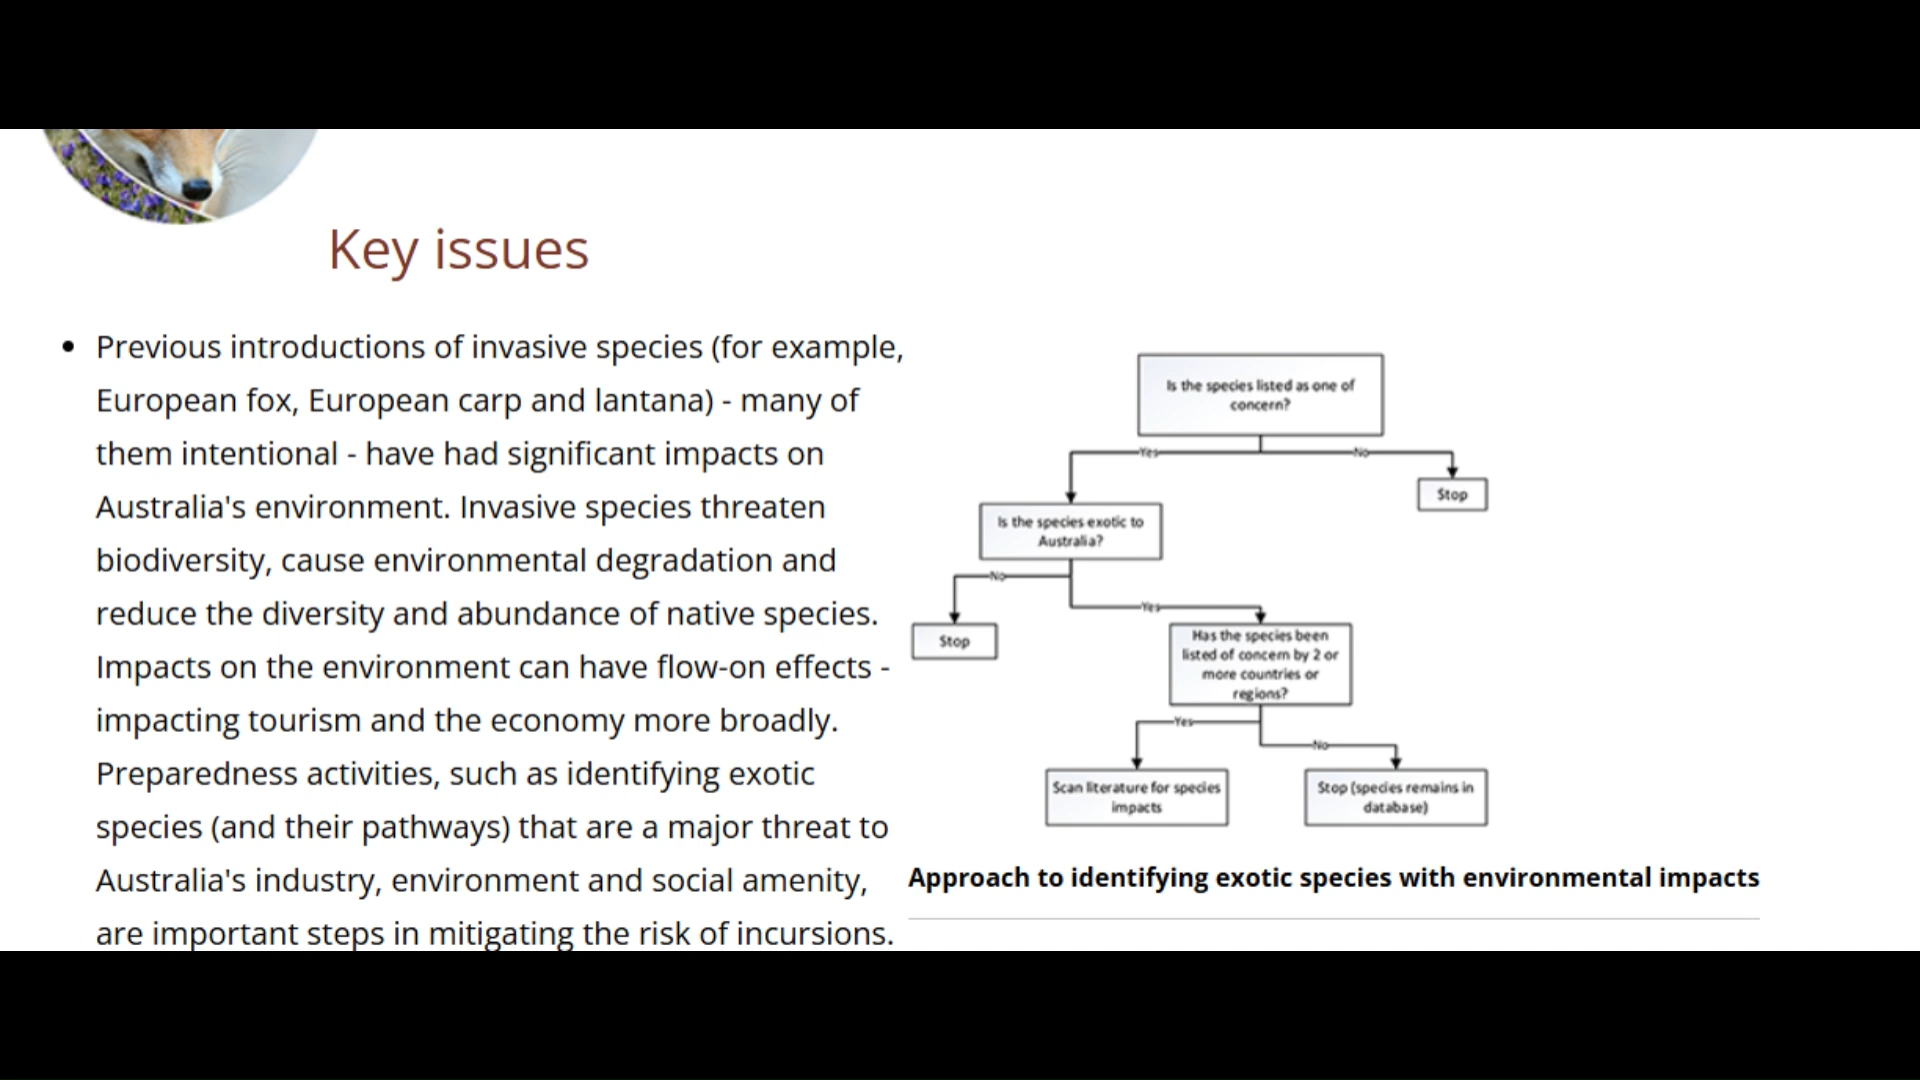 Key issues
Previous introductions of invasive species (for example,
European fox, European carp and lantana) - many of
them intentional - have had significant impacts on
Australia's environment. Invasive species threaten
biodiversity, cause environmental degradation and
reduce the diversity and abundance of native species.
Impacts on the environment can have flow-on effects -
impacting tourism and the economy more broadly.
Preparedness activities, such as identifying exotic
species (and their pathways) that are a major threat to
Australia's industry, environment and social amenity,
are important steps in mitigating the risk of incursions.
Is the species listed as one of
concern?
Yes
No
Stop
Is the species exotic to
Australia?
No
Yes
Stop
Has the species been
listed of concern by 2 or
more countries or
regions?
Yes
No
Scan literature for species
impacts
Stop (species remains in
database)
Approach to identifying exotic species with environmental impacts